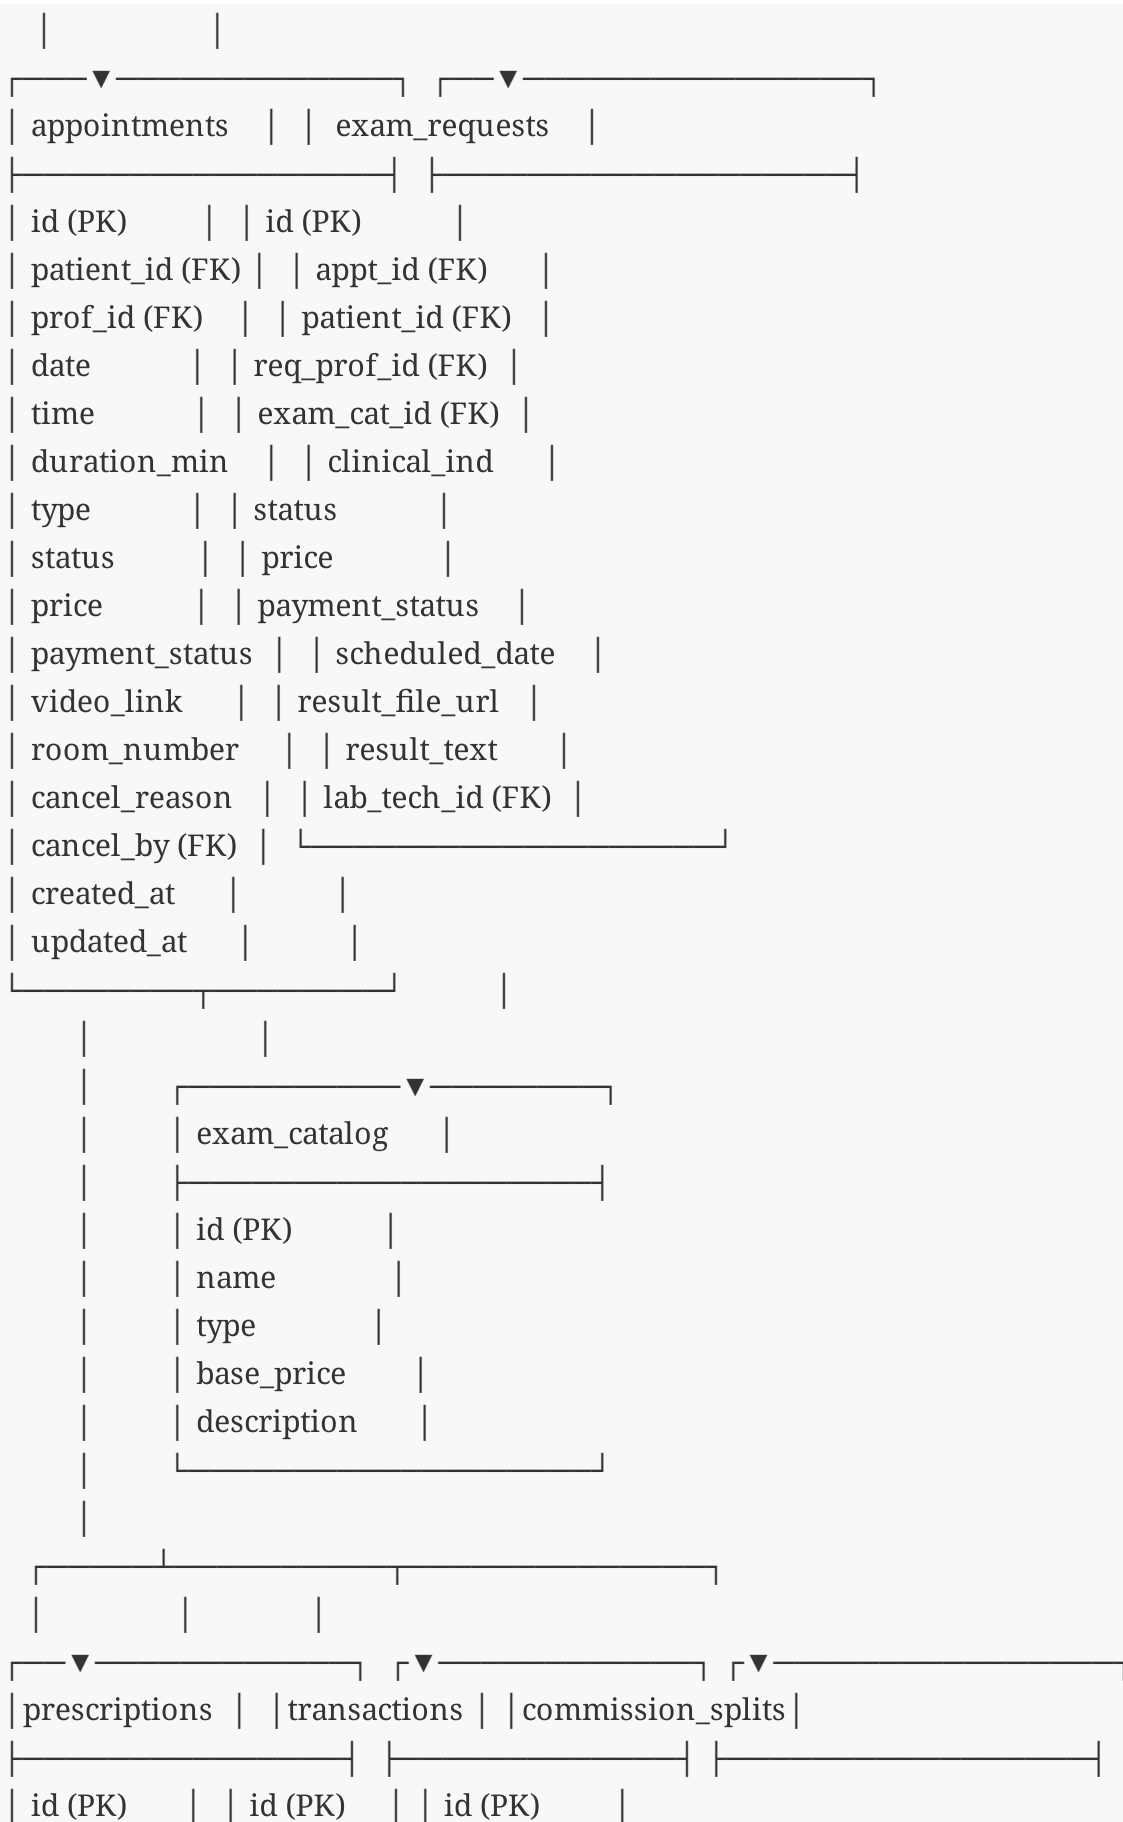 │ │
┌────▼────────────────┐ ┌───▼─────────────────────────┐
│ appointments │ │ exam_requests │
├──────────────────────┤ ├─────────────────────────┤
│ id (PK) │ │ id (PK) │
│ patient_id (FK) │ │ appt_id (FK) │
│ prof_id (FK) │ │ patient_id (FK) │
│ date │ │ req_prof_id (FK) │
│ time │ │ exam_cat_id (FK) │
│ duration_min │ │ clinical_ind │
│ type │ │ status │
│ status │ │ price │
│ price │ │ payment_status │
│ payment_status │ │ scheduled_date │
│ video_link │ │ result_file_url │
│ room_number │ │ result_text │
│ cancel_reason │ │ lab_tech_id (FK) │
│ cancel_by (FK) │ └─────────────────────────┘
│ created_at │ │
│ updated_at │ │
└───────────┬───────────┘ │
│ │
│ ┌─────────────▼──────────┐
│ │ exam_catalog │
│ ├─────────────────────────┤
│ │ id (PK) │
│ │ name │
│ │ type │
│ │ base_price │
│ │ description │
│ └─────────────────────────┘
│
┌───────┴─────────────┬──────────────────┐
│ │ │
┌───▼───────────────┐ ┌▼───────────────┐ ┌▼─────────────────────┐
│prescriptions │ │transactions │ │commission_splits│
├────────────────────┤ ├─────────────────┤ ├──────────────────────┤
│ id (PK) │ │ id (PK) │ │ id (PK) │